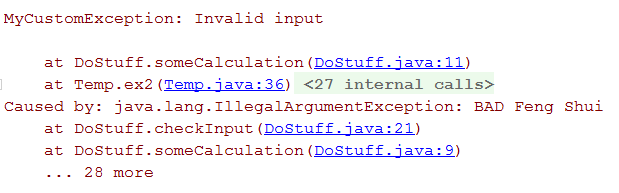 MyCustomException: Invalid input
at DoStuff.someCalculation(DoStuff.java:11)
at Temp.ex2(Temp.java:36) <27 internal calls>
Caused by: java.lang.IllegalArgumentException: BAD Feng Shui
at DoStuff.checkInput(DoStuff.java:21)
at DoStuff.someCalculation(DoStuff.java:9)
... 28 more